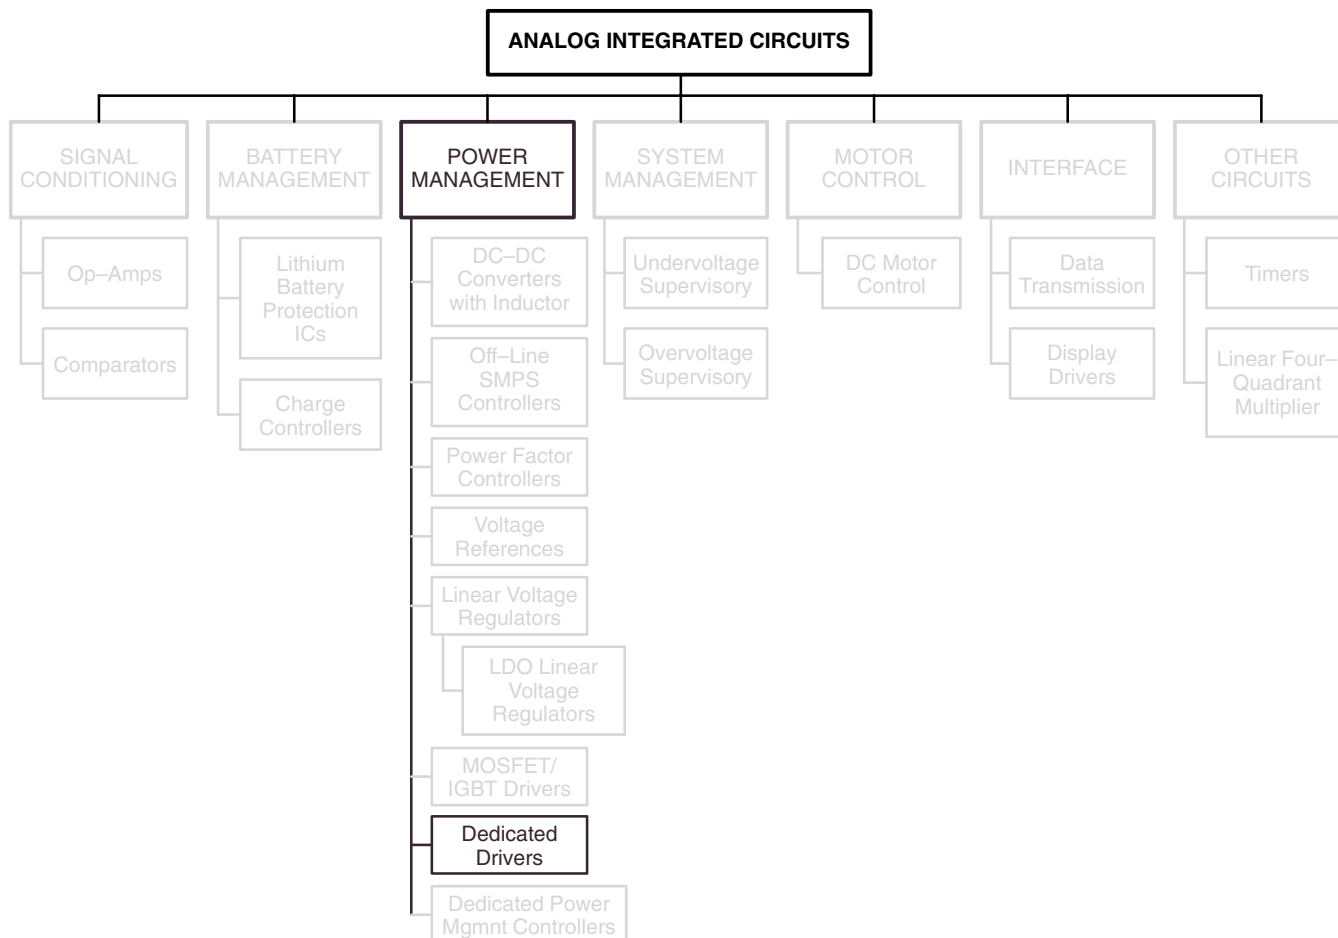 ANALOG INTEGRATED CIRCUITS
SIGNAL
CONDITIONING
BATTERY
MANAGEMENT
POWER
MANAGEMENT
SYSTEM
MANAGEMENT
MOTOR
CONTROL
INTERFACE
OTHER
CIRCUITS
Op–Amps
Comparators
Lithium
Battery
Protection
ICs
Charge
Controllers
DC–DC
Converters
with Inductor
Off–Line
SMPS
Controllers
Power Factor
Controllers
Voltage
References
Linear Voltage
Regulators
LDO Linear
Voltage
Regulators
MOSFET/
IGBT Drivers
Dedicated
Drivers
Dedicated Power
Mgmnt Controllers
Undervoltage
Supervisory
Overvoltage
Supervisory
DC Motor
Control
Data
Transmission
Display
Drivers
Timers
Linear Four–
Quadrant
Multiplier